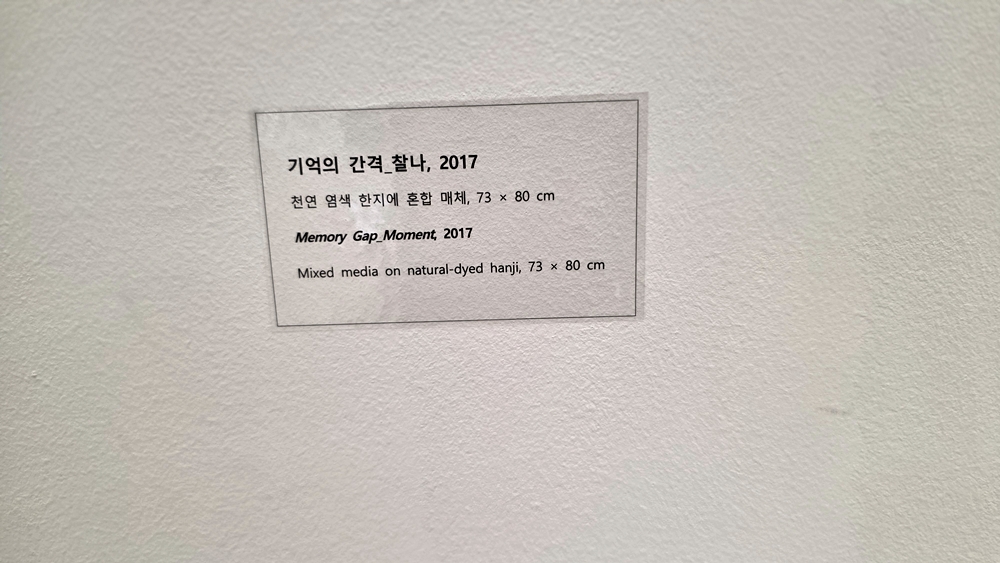 기억의 간격_찰나, 2017
천연 염색 한지에 혼합 매체, 73 × 80 cm
Memory Gap_Moment, 2017
Mixed media on natural-dyed hanji, 73 × 80 cm